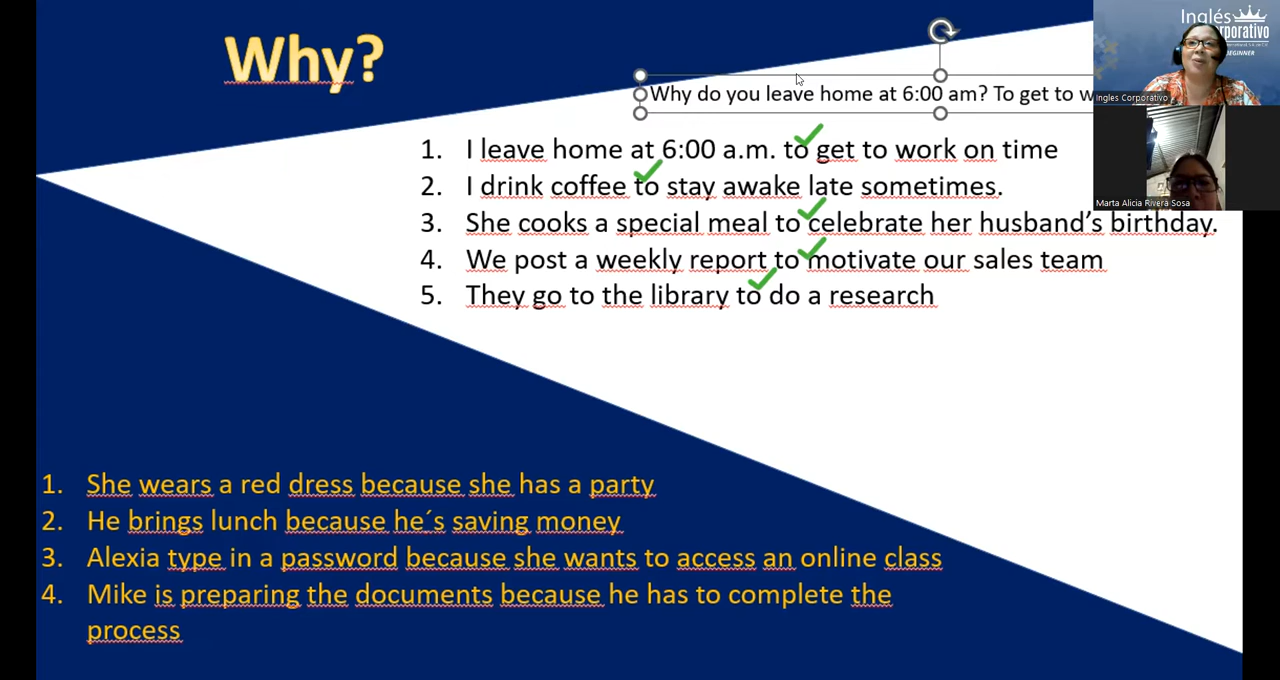 Why?
Why do you leave home at 6:00 am? To get to
1. I leave home at 6:00 a.m. to get to work on time
2. I drink coffee to stay awake late sometimes.
3. She cooks a special meal to celebrate her husband’s birthday.
4. We post a weekly report to motivate our sales team
5. They go to the library to do a research
1. She wears a red dress because she has a party
2. He brings lunch because he´s saving money
3. Alexia type in a password because she wants to access an online class
4. Mike is preparing the documents because he has to complete the
process
Inglés
BEGINNER
Ingles Corporativo
Marta Alicia Rivera Sosa